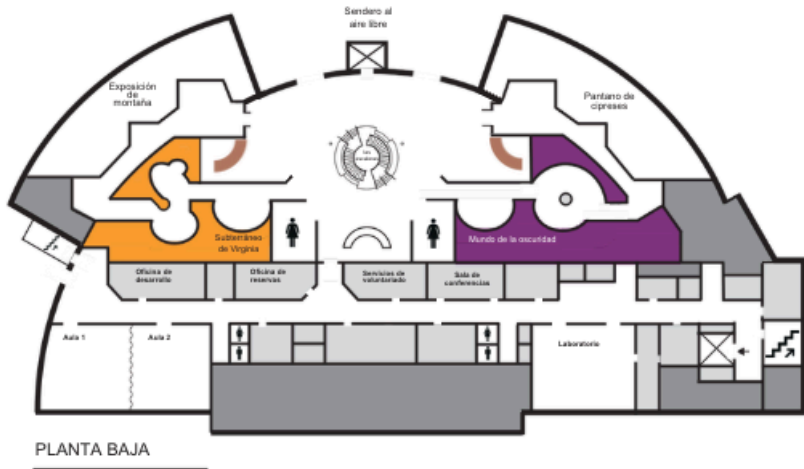 Sendero al
aire libre
Exposición
de
montaña
Pantano de
cipreses
Subterráneo
de Virginia
Mundo de la oscuridad
Oficina de
desarrollo
Oficina de
reservas
Servicios de
voluntariado
Sala de
conferencias
Aula 1
Aula 2
Laboratorio
PLANTA BAJA